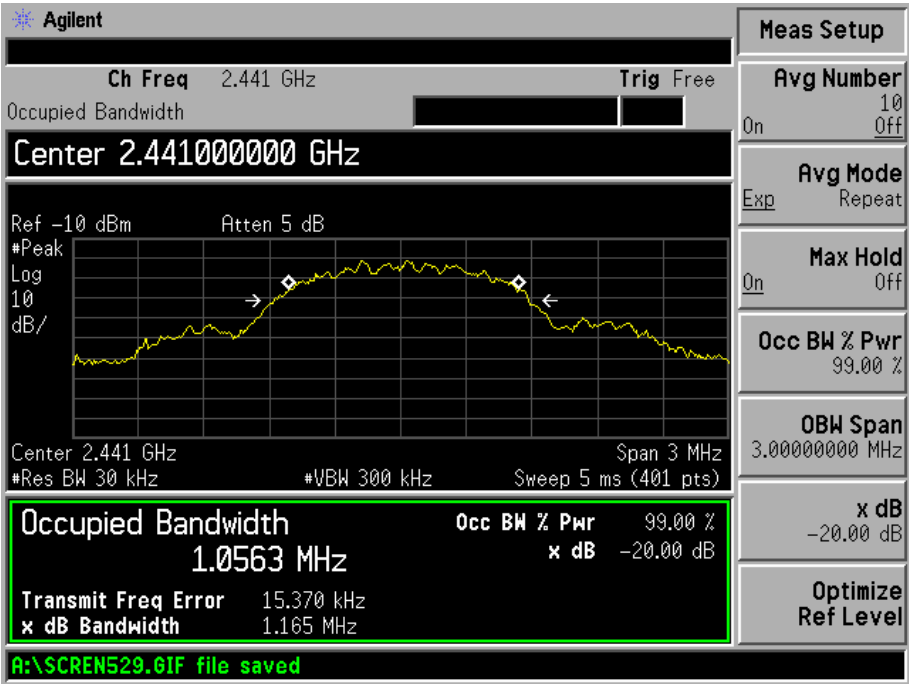 Agilent
Ch Freq 2.441 GHz Trig Free
Occupied Bandwidth
Center 2.441000000 GHz
Ref -10 dBm Atten 5 dB
#Peak
Log
10
dB/
Center 2.441 GHz Span 3 MHz
#Res BW 30 kHz #VBW 300 kHz Sweep 5 ms (401 pts)
Occupied Bandwidth Occ BW % Pwr 99.00 %
1.0563 MHz x dB -20.00 dB
Transmit Freq Error 15.370 kHz
x dB Bandwidth 1.165 MHz
A:\SCREN529.GIF file saved
Meas Setup
Avg Number
10
On Off
Avg Mode
Exp Repeat
Max Hold
On Off
Occ BW % Pwr
99.00 %
OBW Span
3.00000000 MHz
x dB
-20.00 dB
Optimize
Ref Level